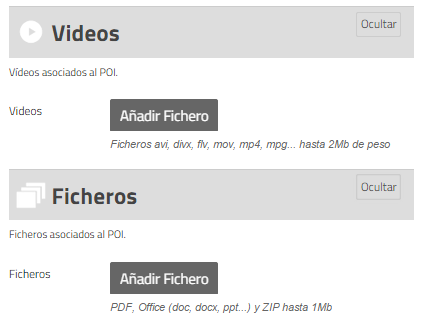 Videos
Ocultar
Vídeos asociados al POI.
Videos
Añadir Fichero
Ficheros avi, divx, flv, mov, mp4, mpg... hasta 2Mb de peso
Ficheros
Ocultar
Ficheros asociados al POI.
Ficheros
Añadir Fichero
PDF, Office (doc, docx, ppt...) y ZIP hasta 1Mb